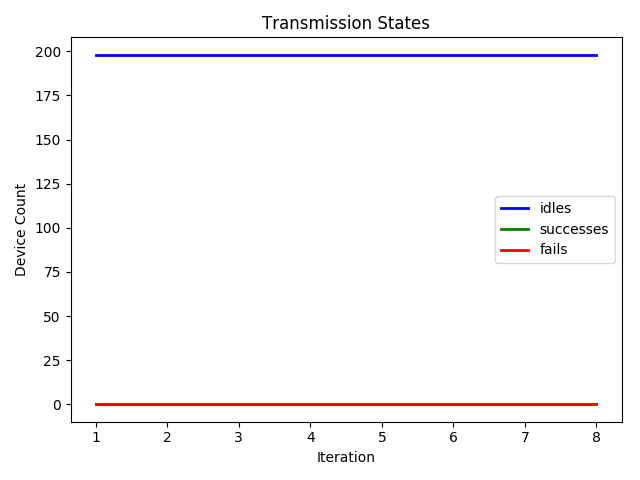 Transmission States
200
175
150
125
100
75
50
25
0
Device Count
idles
successes
fails
1 2 3 4 5 6 7 8
Iteration